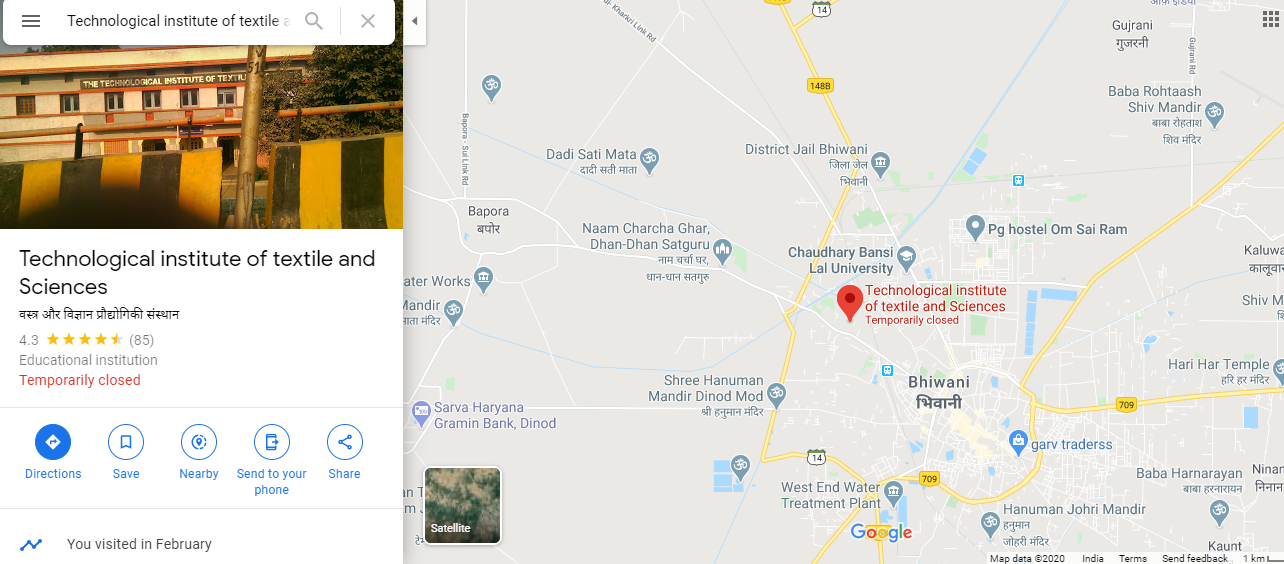 Technological institute of textile a
THE TECHNOLOGICAL INSTITUTE OF TEXTIL
51
Technological institute of textile and
Sciences
वस्त्र और विज्ञान प्रौद्योगिकी संस्थान
4.3 (85)
Educational institution
Temporarily closed
Directions
Save
Nearby
Send to your
phone
Share
You visited in February
14
Gujrani
गुजरनी
Gujrani Rd
148B
Baba Rohtaash
Shiv Mandir
बाबा रोहताश
शिव मंदिर
Bapora - Sui Link Rd
Dadi Sati Mata
दादी सती माता
District Jail Bhiwani
जिला जेल
भिवानी
Bapora
बपोर
Naam Charcha Ghar,
Dhan-Dhan Satguru
नाम चर्चा घर,
धान-धान सतगुरु
Pg hostel Om Sai Ram
Chaudhary Bansi
Lal University
Kaluwa
कालूवान
ater Works
Technological institute
of textile and Sciences
Temporarily closed
Mandir
माता मंदिर
Shiv M
Hari Har Temple
हरि हर मंदिर
Shree Hanuman
Mandir Dinod Mod
श्री हनुमान मंदिर
Bhiwani
भिवानी
709
Sarva Haryana
Gramin Bank, Dinod
garv traderss
14
709
Baba Harnarayan
बाबा हरनारायण
Ninan
निनान
West End Water
Treatment Plant
Satellite
Hanuman Johri Mandir
हनुमान
जोहरी मंदिर
Google
Kaunt
Map data ©2020 India Terms Send feedback 1 km